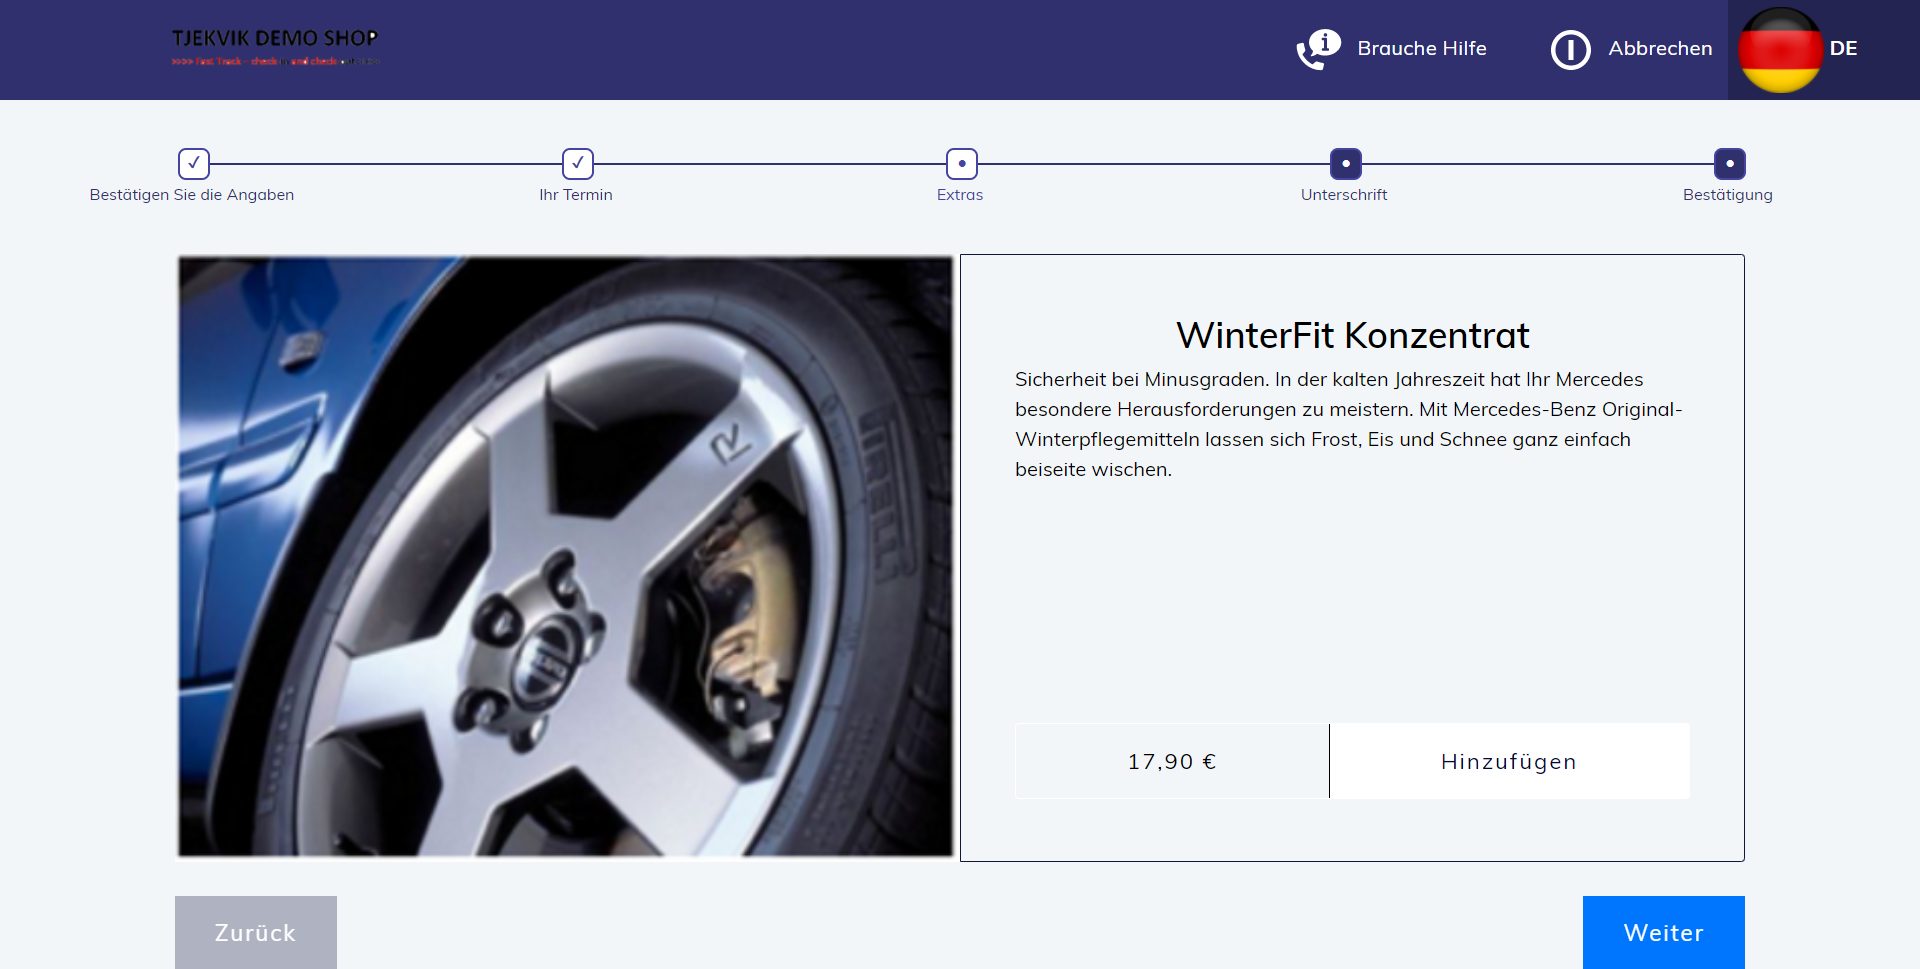 TJEKVIK DEMO SHOP
>>>> Fast Track - check in and check
Brauche Hilfe
Abbrechen
DE
Bestätigen Sie die Angaben
Ihr Termin
Extras
Unterschrift
Bestätigung
PIRELLI
WinterFit Konzentrat
Sicherheit bei Minusgraden. In der kalten Jahreszeit hat Ihr Mercedes
besondere Herausforderungen zu meistern. Mit Mercedes-Benz Original-
Winterpflegemitteln lassen sich Frost, Eis und Schnee ganz einfach
beiseite wischen.
17,90 €
Hinzufügen
Zurück
Weiter